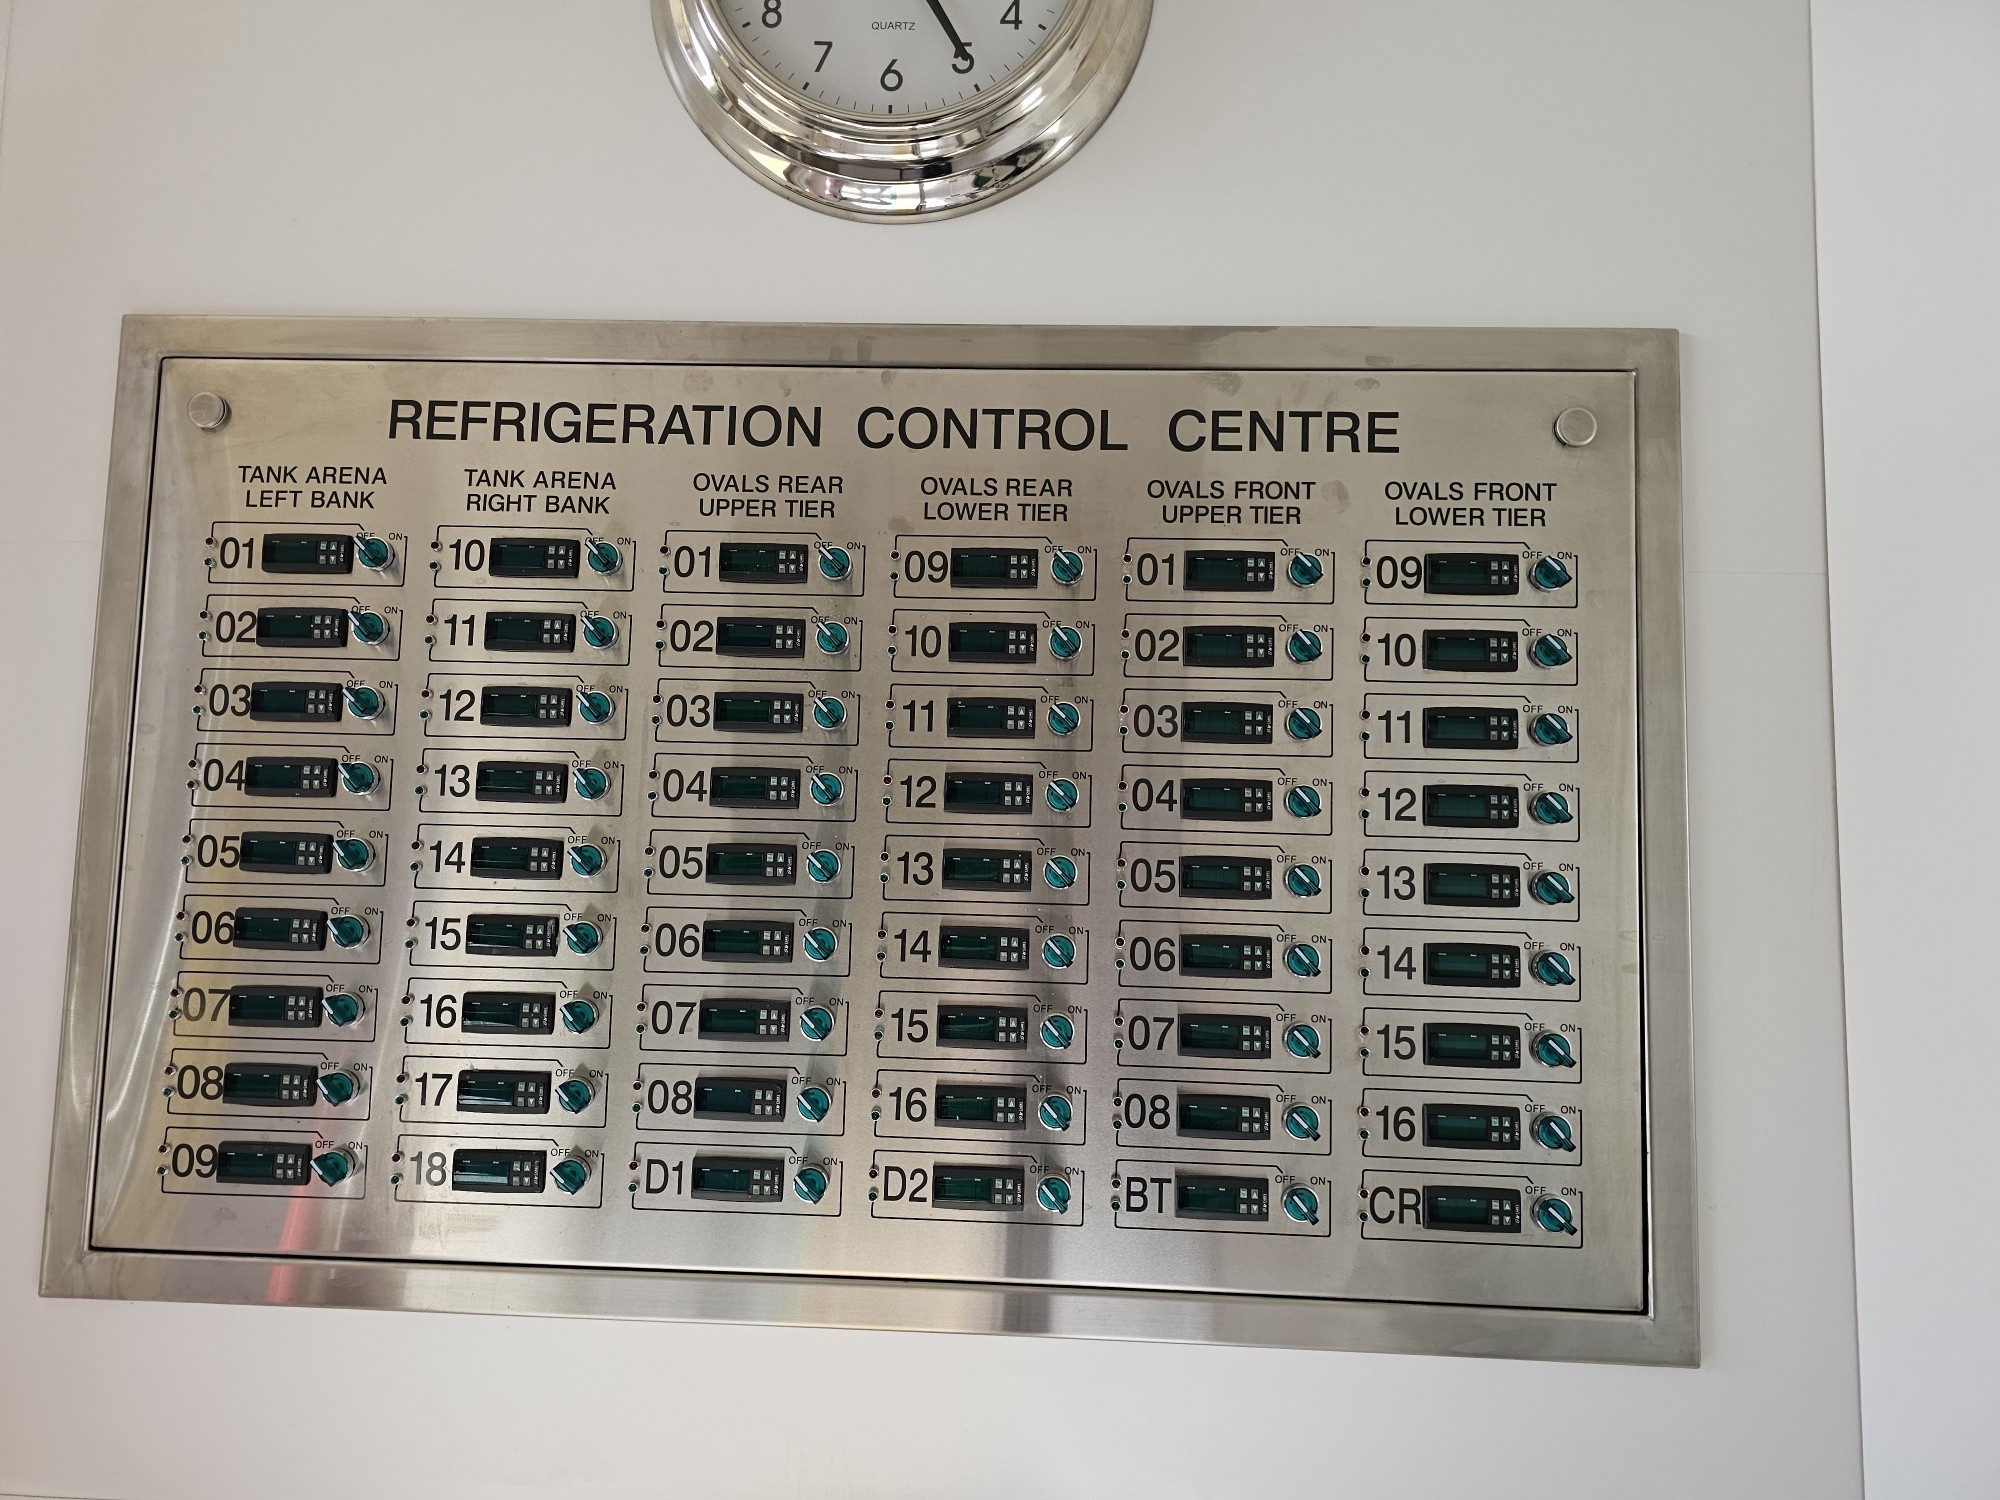 8 QUARTZ 4
7 5
6
REFRIGERATION CONTROL CENTRE
TANK ARENA LEFT BANK
TANK ARENA RIGHT BANK
OVALS REAR UPPER TIER
OVALS REAR LOWER TIER
OVALS FRONT UPPER TIER
OVALS FRONT LOWER TIER
01 OFF ON 10 OFF ON 01 OFF ON 09 OFF ON 01 OFF ON 09 OFF ON
02 OFF ON 11 OFF ON 02 OFF ON 10 OFF ON 02 OFF ON 10 OFF ON
03 OFF ON 12 OFF ON 03 OFF ON 11 OFF ON 03 OFF ON 11 OFF ON
04 OFF ON 13 OFF ON 04 OFF ON 12 OFF ON 04 OFF ON 12 OFF ON
05 OFF ON 14 OFF ON 05 OFF ON 13 OFF ON 05 OFF ON 13 OFF ON
06 OFF ON 15 OFF ON 06 OFF ON 14 OFF ON 06 OFF ON 14 OFF ON
07 OFF ON 16 OFF ON 07 OFF ON 15 OFF ON 07 OFF ON 15 OFF ON
08 OFF ON 17 OFF ON 08 OFF ON 16 OFF ON 08 OFF ON 16 OFF ON
09 OFF ON 18 OFF ON D1 OFF ON D2 OFF ON BT OFF ON CR OFF ON